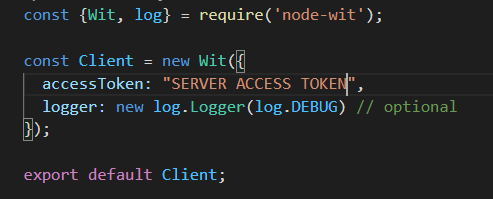 const {Wit, log} = require('node-wit');
const Client = new Wit({
accessToken: "SERVER ACCESS TOKEN",
logger: new log.Logger(log.DEBUG) // optional
});
export default Client;